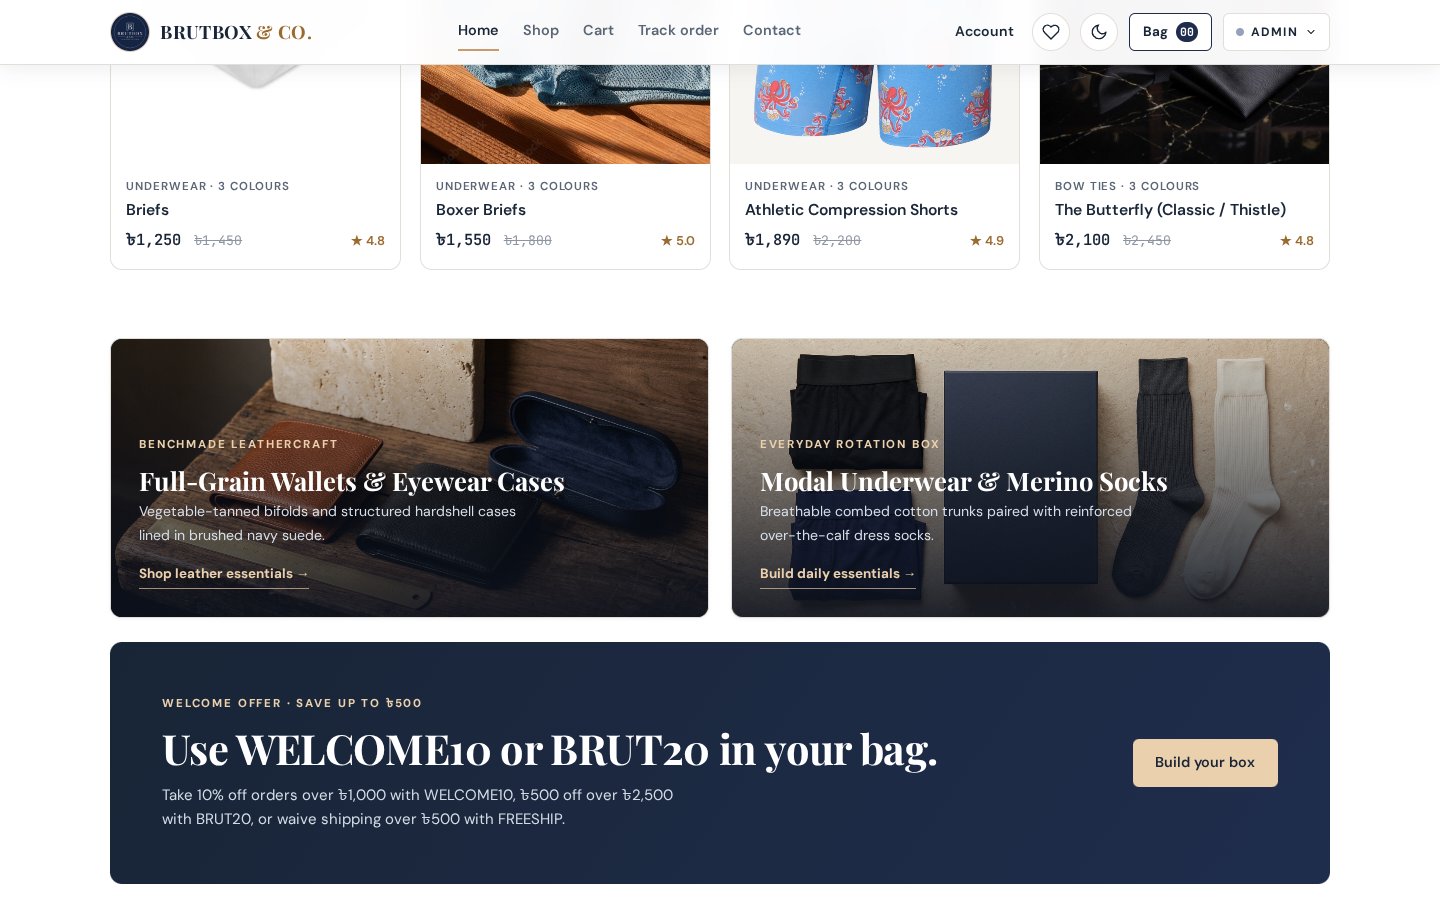 BRUTBOX & CO.
Home
Shop
Cart
Track order
Contact
Account
Bag 00
ADMIN
UNDERWEAR · 3 COLOURS
Briefs
৳1,250 ৳1,450 ★ 4.8
UNDERWEAR · 3 COLOURS
Boxer Briefs
৳1,550 ৳1,800 ★ 5.0
UNDERWEAR · 3 COLOURS
Athletic Compression Shorts
৳1,890 ৳2,200 ★ 4.9
BOW TIES · 3 COLOURS
The Butterfly (Classic / Thistle)
৳2,100 ৳2,450 ★ 4.8
BENCHMADE LEATHERCRAFT
Full-Grain Wallets & Eyewear Cases
Vegetable-tanned bifolds and structured hardshell cases
lined in brushed navy suede.
Shop leather essentials →
EVERYDAY ROTATION BOX
Modal Underwear & Merino Socks
Breathable combed cotton trunks paired with reinforced
over-the-calf dress socks.
Build daily essentials →
WELCOME OFFER · SAVE UP TO ৳500
Use WELCOME10 or BRUT20 in your bag.
Take 10% off orders over ৳1,000 with WELCOME10, ৳500 off over ৳2,500
with BRUT20, or waive shipping over ৳500 with FREESHIP.
Build your box